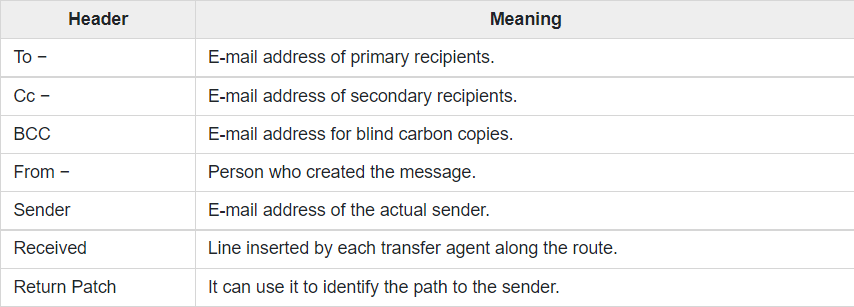 Header Meaning
To − E-mail address of primary recipients.
Cc − E-mail address of secondary recipients.
BCC E-mail address for blind carbon copies.
From − Person who created the message.
Sender E-mail address of the actual sender.
Received Line inserted by each transfer agent along the route.
Return Patch It can use it to identify the path to the sender.